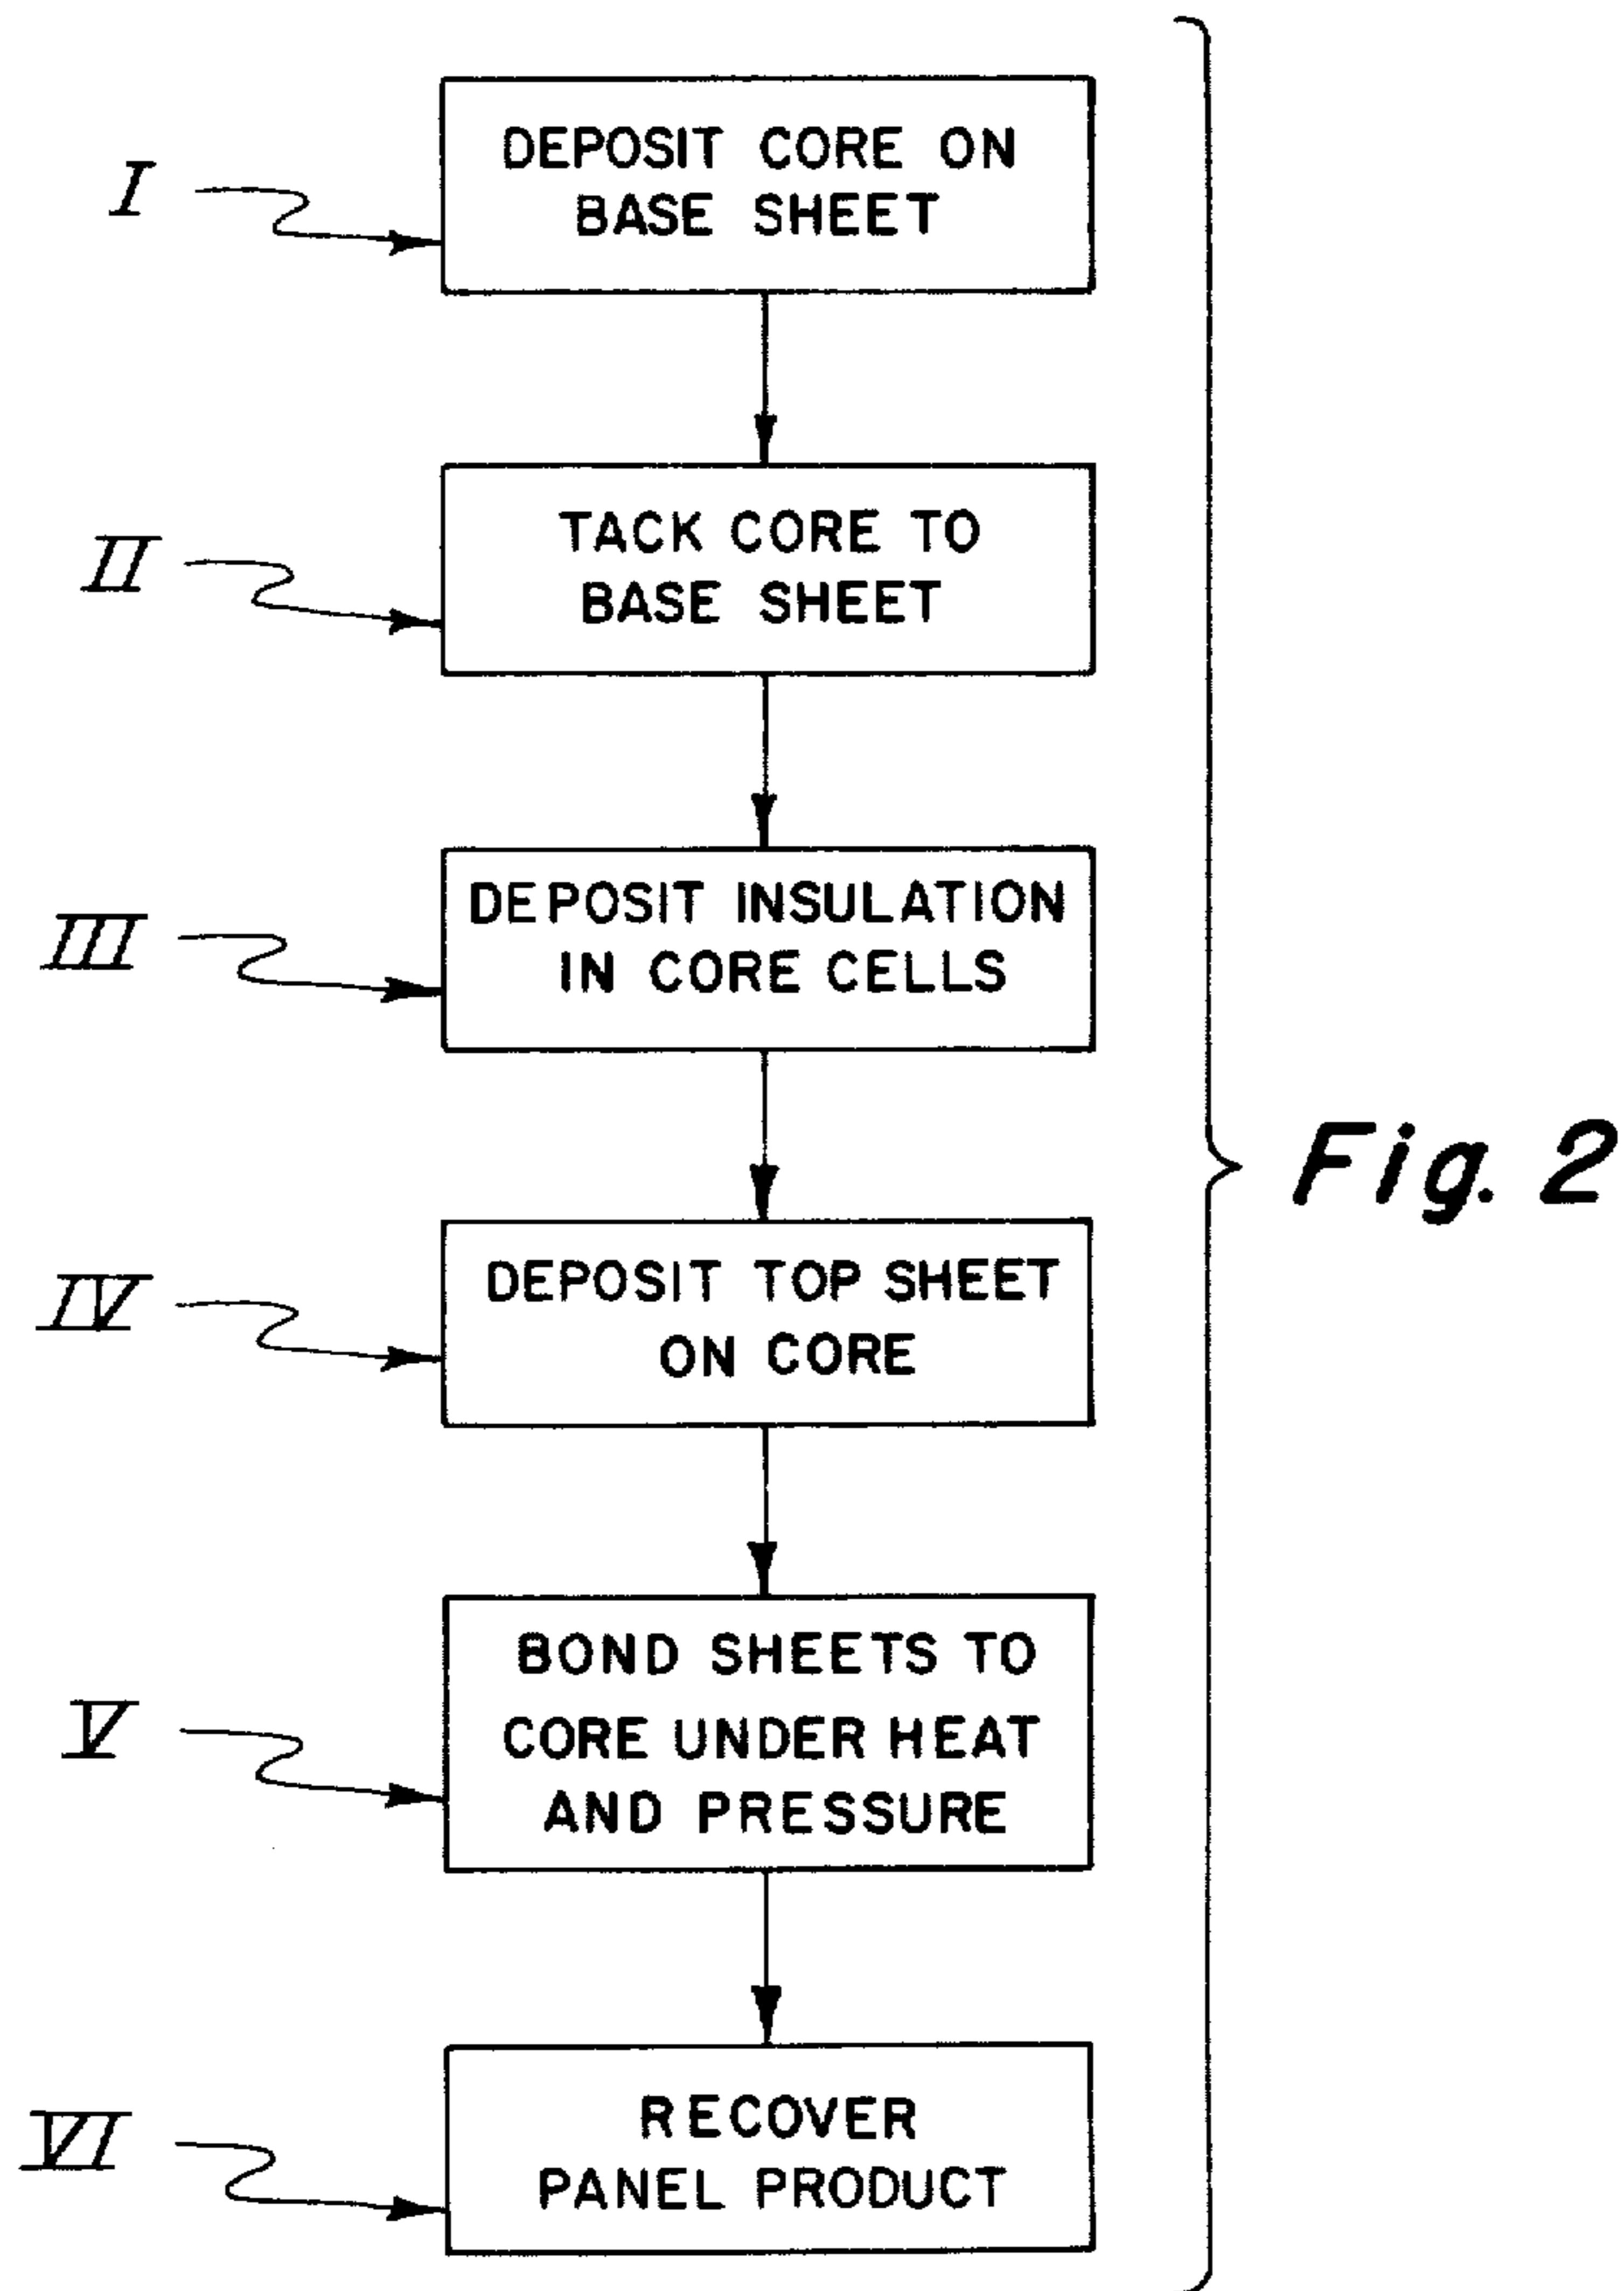 I
DEPOSIT CORE ON
BASE SHEET
II
TACK CORE TO
BASE SHEET
III
DEPOSIT INSULATION
IN CORE CELLS
IV
DEPOSIT TOP SHEET
ON CORE
V
BOND SHEETS TO
CORE UNDER HEAT
AND PRESSURE
VI
RECOVER
PANEL PRODUCT
Fig. 2